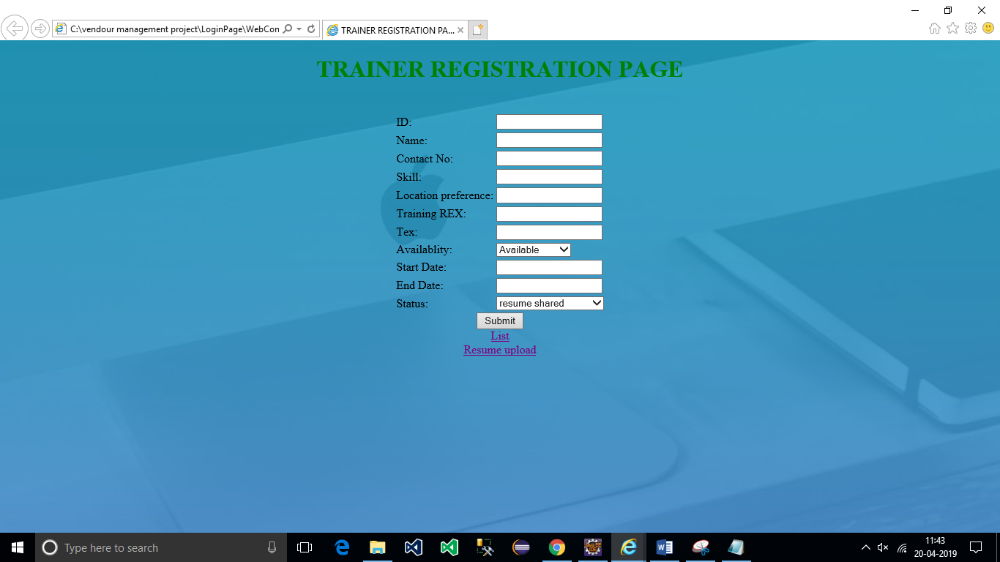 C:\vendour management project\LoginPage\WebCon
TRAINER REGISTRATION PA...
TRAINER REGISTRATION PAGE
ID:
Name:
Contact No:
Skill:
Location preference:
Training REX:
Tex:
Availablity: Available
Start Date:
End Date:
Status: resume shared
Submit
List
Resume upload
Type here to search
11:43
20-04-2019